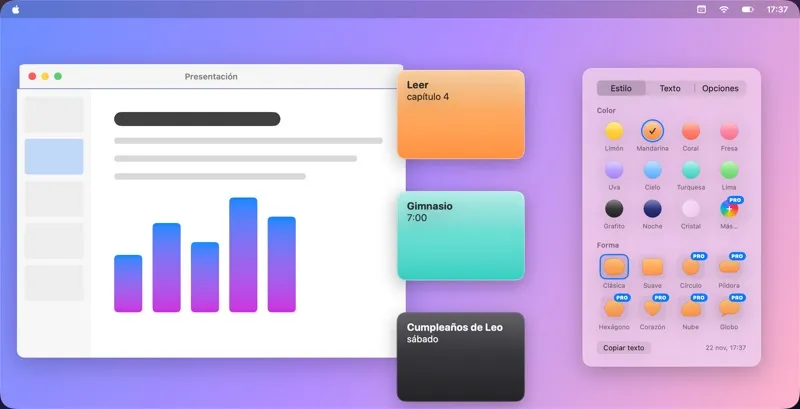 17:37
Presentación
Leer
capítulo 4
Gimnasio
7:00
Cumpleaños de Leo
sábado
Estilo Texto Opciones
Color
Limón Mandarina Coral Fresa
Uva Cielo Turquesa Lima
PRO
Grafito Noche Cristal Más...
Forma
PRO PRO
Clásica Suave Círculo Píldora
PRO PRO PRO PRO
Hexágono Corazón Nube Globo
Copiar texto 22 nov, 17:37